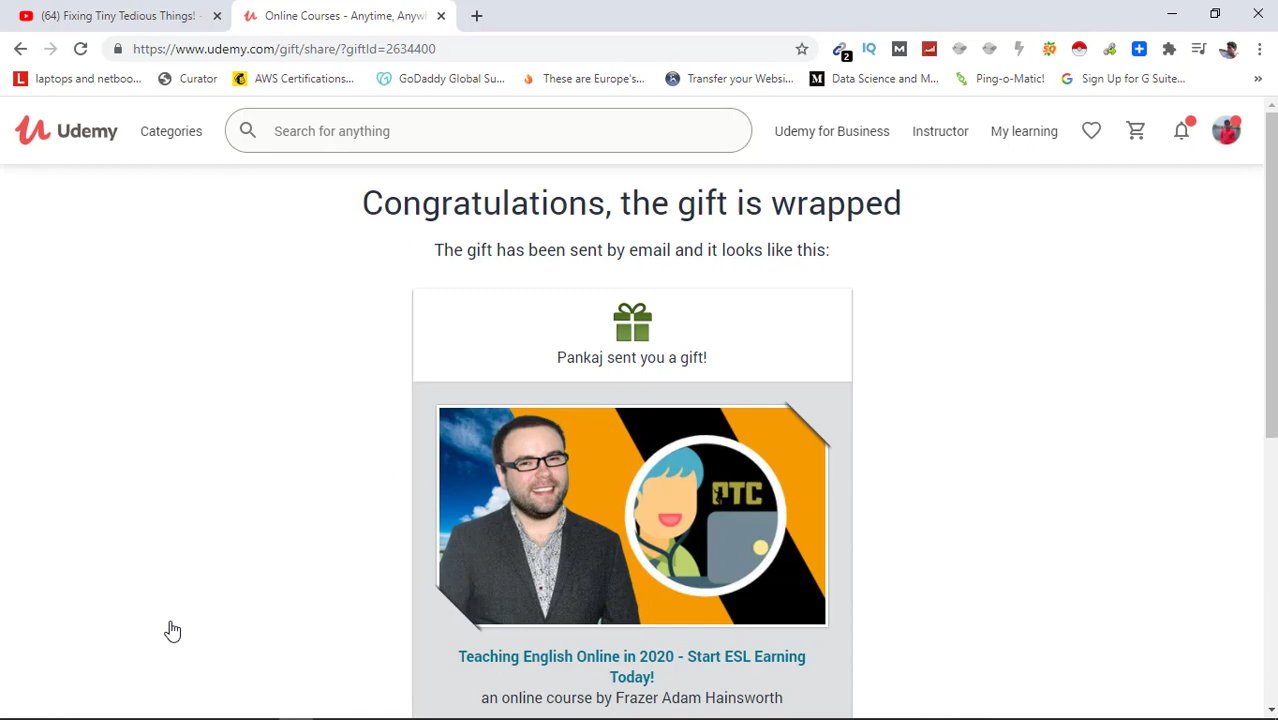 (64) Fixing Tiny Tedious Things! -
Online Courses - Anytime, Anywh
https://www.udemy.com/gift/share/?giftId=2634400
2
IQ
M
L laptops and netboo...
Curator
AWS Certifications...
GoDaddy Global Su...
These are Europe's...
Transfer your Websi...
M Data Science and M...
Ping-o-Matic!
G Sign Up for G Suite...
»
Udemy
Categories
Search for anything
Udemy for Business
Instructor
My learning
Congratulations, the gift is wrapped
The gift has been sent by email and it looks like this:
Pankaj sent you a gift!
OTC
Teaching English Online in 2020 - Start ESL Earning
Today!
an online course by Frazer Adam Hainsworth